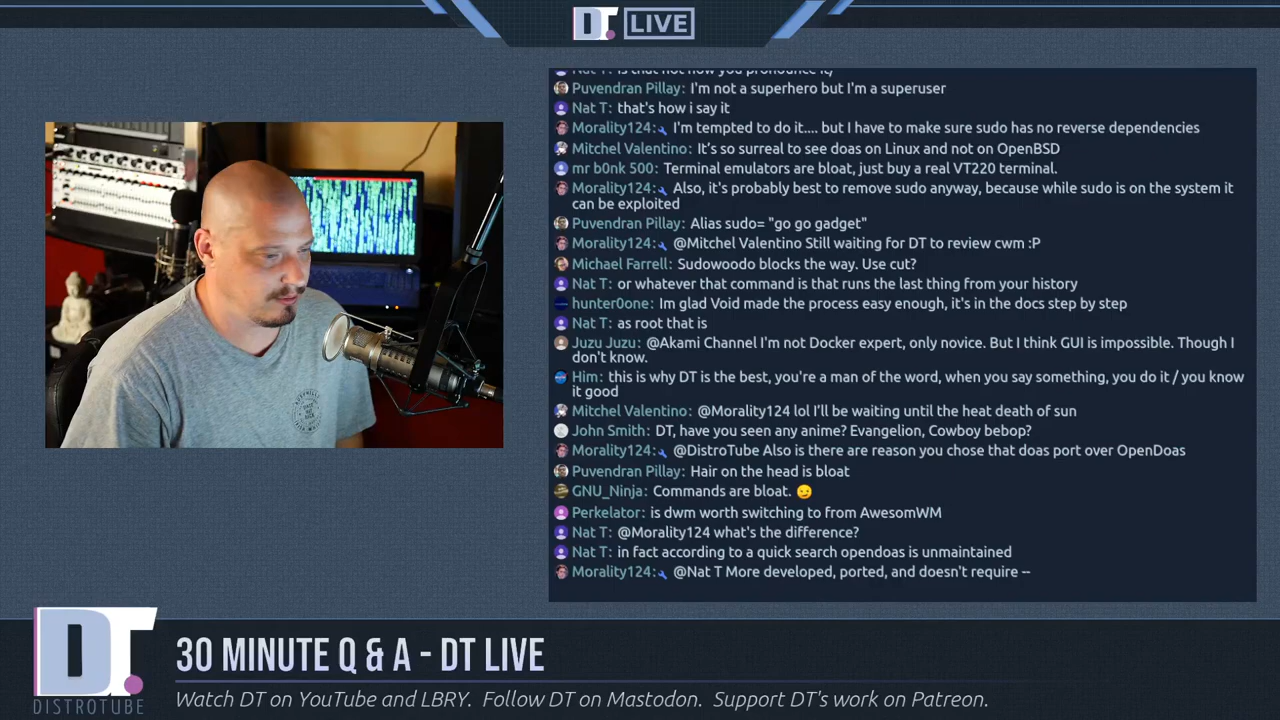 DT. LIVE
Nat T: is that not how you pronounce it/
Puvendran Pillay: I'm not a superhero but I'm a superuser
Nat T: that's how i say it
Morality124: I'm tempted to do it.... but I have to make sure sudo has no reverse dependencies
Mitchel Valentino: It's so surreal to see doas on Linux and not on OpenBSD
mr b0nk 500: Terminal emulators are bloat, just buy a real VT220 terminal.
Morality124: Also, it's probably best to remove sudo anyway, because while sudo is on the system it
can be exploited
Puvendran Pillay: Alias sudo= "go go gadget"
Morality124: @Mitchel Valentino Still waiting for DT to review cwm :P
Michael Farrell: Sudowoodo blocks the way. Use cut?
Nat T: or whatever that command is that runs the last thing from your history
hunter0one: Im glad Void made the process easy enough, it's in the docs step by step
Nat T: as root that is
Juzu Juzu: @Akami Channel I'm not Docker expert, only novice. But I think GUI is impossible. Though I
don't know.
Him: this is why DT is the best, you're a man of the word, when you say something, you do it / you know
it good
Mitchel Valentino: @Morality124 lol I'll be waiting until the heat death of sun
John Smith: DT, have you seen any anime? Evangelion, Cowboy bebop?
Morality124: @DistroTube Also is there are reason you chose that doas port over OpenDoas
Puvendran Pillay: Hair on the head is bloat
GNU_Ninja: Commands are bloat. 😏
Perkelator: is dwm worth switching to from AwesomWM
Nat T: @Morality124 what's the difference?
Nat T: in fact according to a quick search opendoas is unmaintained
Morality124: @Nat T More developed, ported, and doesn't require --
DT.
DISTROTUBE
30 MINUTE Q & A - DT LIVE
Watch DT on YouTube and LBRY. Follow DT on Mastodon. Support DT's work on Patreon.